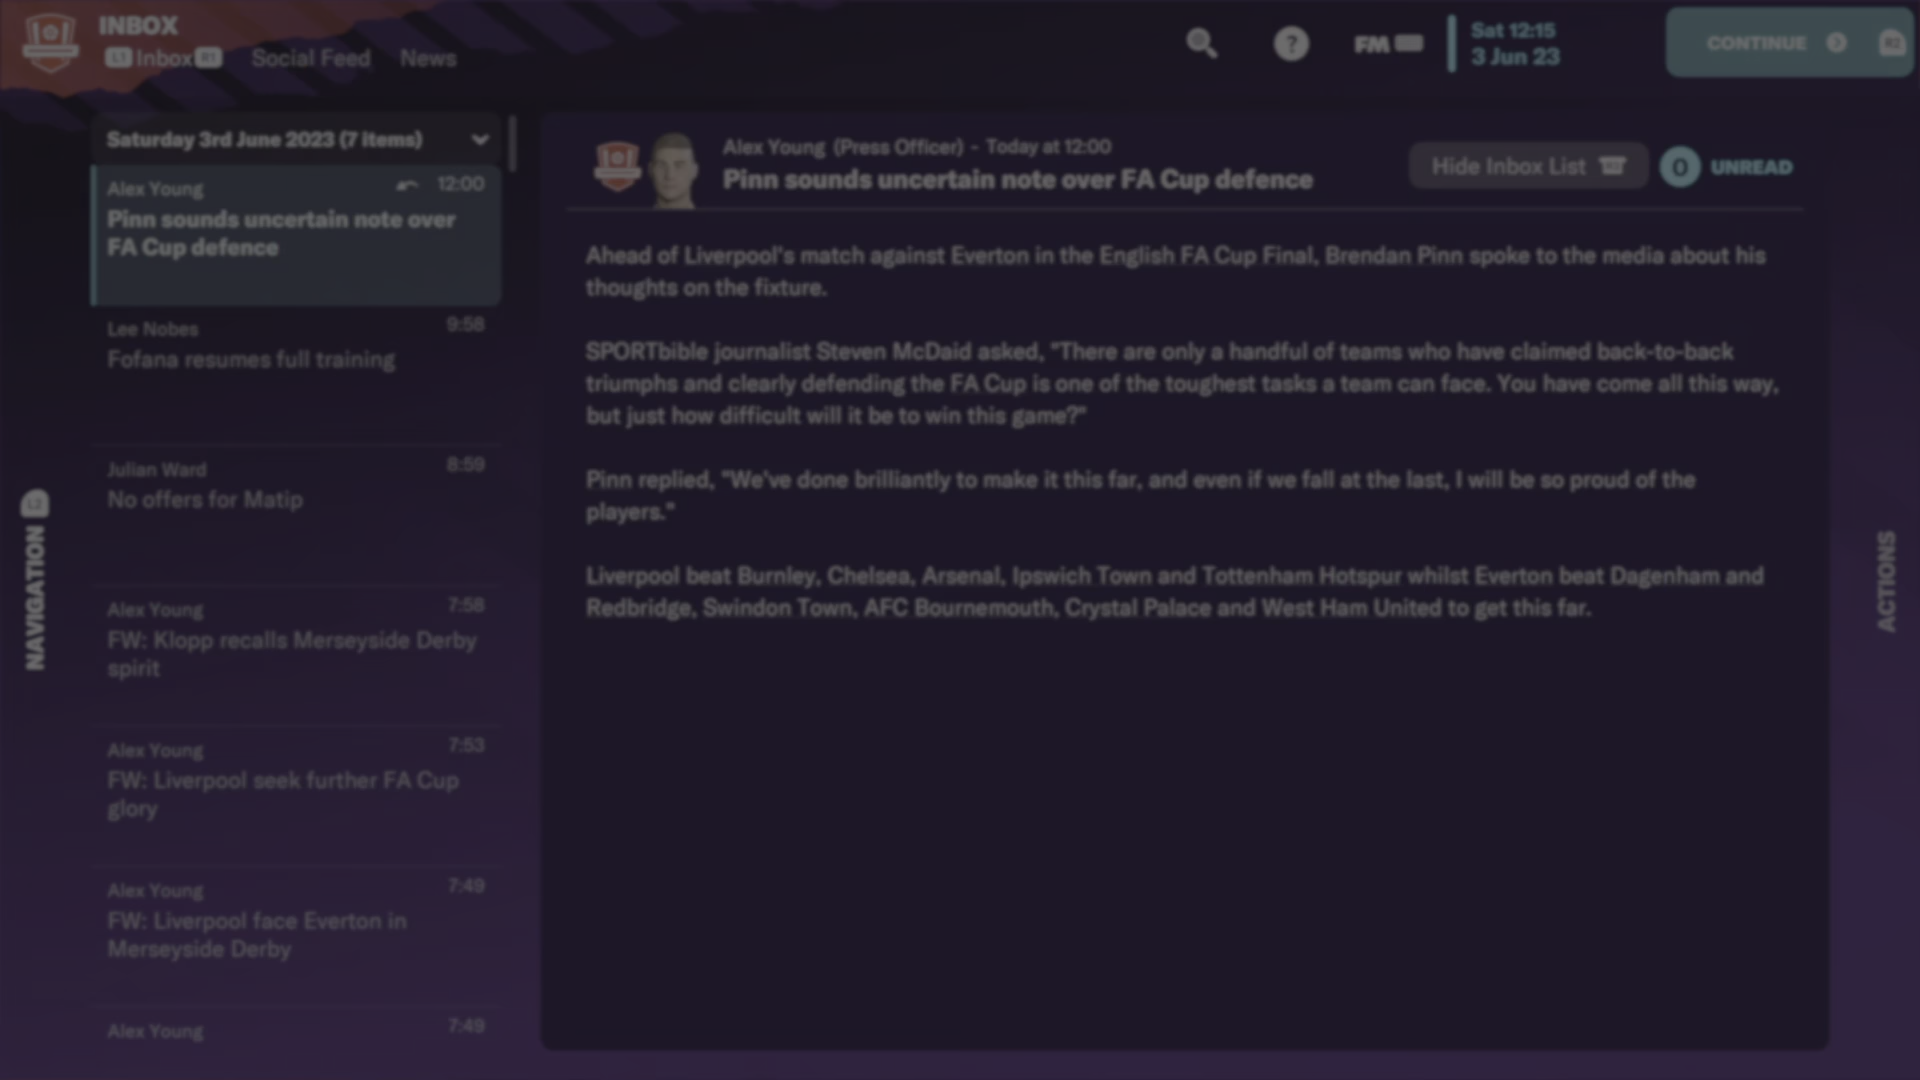 INBOX
L1 Inbox R1 Social Feed News
?
FM
Sat 12:15
3 Jun 23
CONTINUE R2
Saturday 3rd June 2023 (7 items)
Alex Young 12:00
Pinn sounds uncertain note over
FA Cup defence
Lee Nobes 9:58
Fofana resumes full training
Julian Ward 8:59
No offers for Matip
Alex Young 7:58
FW: Klopp recalls Merseyside Derby
spirit
Alex Young 7:53
FW: Liverpool seek further FA Cup
glory
Alex Young 7:49
FW: Liverpool face Everton in
Merseyside Derby
Alex Young 7:49
NAVIGATION L2
Alex Young (Press Officer) - Today at 12:00
Pinn sounds uncertain note over FA Cup defence
Hide Inbox List
0 UNREAD
Ahead of Liverpool's match against Everton in the English FA Cup Final, Brendan Pinn spoke to the media about his
thoughts on the fixture.
SPORTbible journalist Steven McDaid asked, "There are only a handful of teams who have claimed back-to-back
triumphs and clearly defending the FA Cup is one of the toughest tasks a team can face. You have come all this way,
but just how difficult will it be to win this game?"
Pinn replied, "We've done brilliantly to make it this far, and even if we fall at the last, I will be so proud of the
players."
Liverpool beat Burnley, Chelsea, Arsenal, Ipswich Town and Tottenham Hotspur whilst Everton beat Dagenham and
Redbridge, Swindon Town, AFC Bournemouth, Crystal Palace and West Ham United to get this far.
ACTIONS